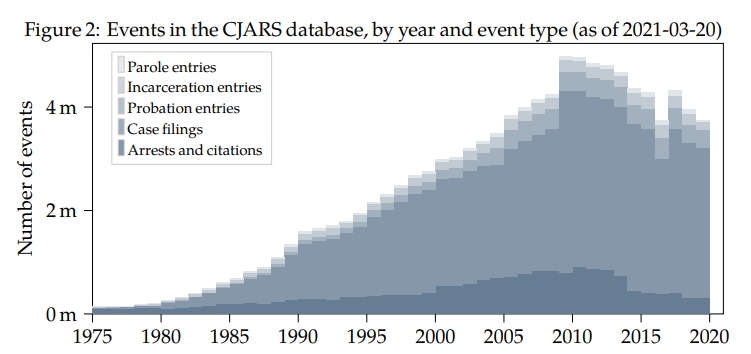 Figure 2: Events in the CJARS database, by year and event type (as of 2021-03-20)
Parole entries
Incarceration entries
Probation entries
Case filings
Arrests and citations
Number of events
4 m
2 m
0 m
1975 1980 1985 1990 1995 2000 2005 2010 2015 2020